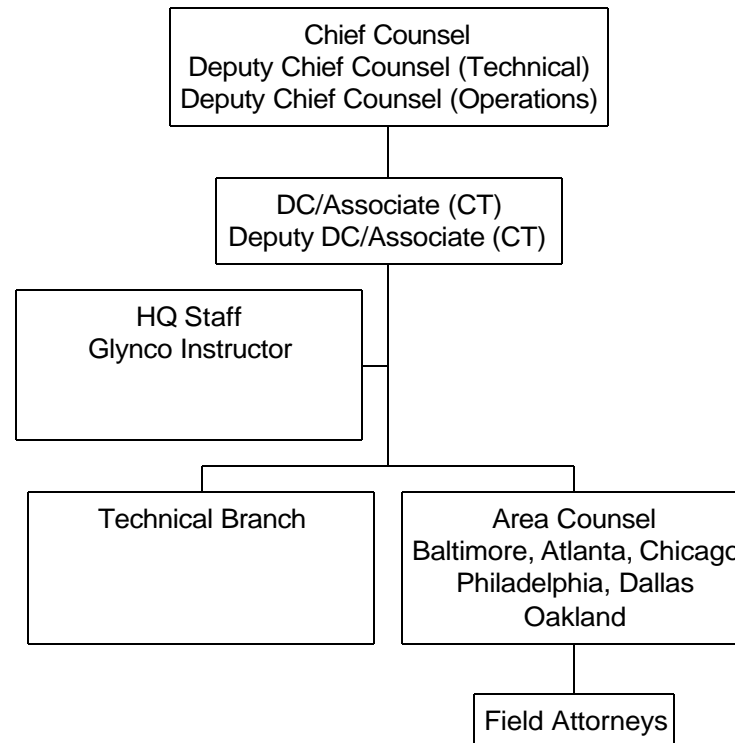 Chief Counsel
Deputy Chief Counsel (Technical)
Deputy Chief Counsel (Operations)
DC/Associate (CT)
Deputy DC/Associate (CT)
HQ Staff
Glynco Instructor
Technical Branch
Area Counsel
Baltimore, Atlanta, Chicago
Philadelphia, Dallas
Oakland
Field Attorneys